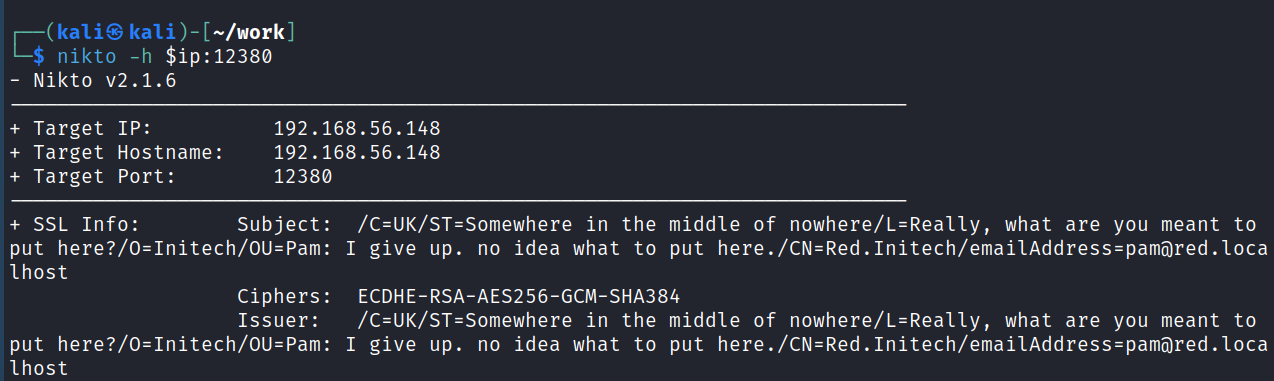 ┌──(kali㉿kali)-[~/work]
└─$ nikto -h $ip:12380
- Nikto v2.1.6
---------------------------------------------------------------------------
+ Target IP:          192.168.56.148
+ Target Hostname:    192.168.56.148
+ Target Port:        12380
---------------------------------------------------------------------------
+ SSL Info:        Subject:  /C=UK/ST=Somewhere in the middle of nowhere/L=Really, what are you meant to
put here?/O=Initech/OU=Pam: I give up. no idea what to put here./CN=Red.Initech/emailAddress=pam@red.loca
lhost
                   Ciphers:  ECDHE-RSA-AES256-GCM-SHA384
                   Issuer:   /C=UK/ST=Somewhere in the middle of nowhere/L=Really, what are you meant to
put here?/O=Initech/OU=Pam: I give up. no idea what to put here./CN=Red.Initech/emailAddress=pam@red.loca
lhost